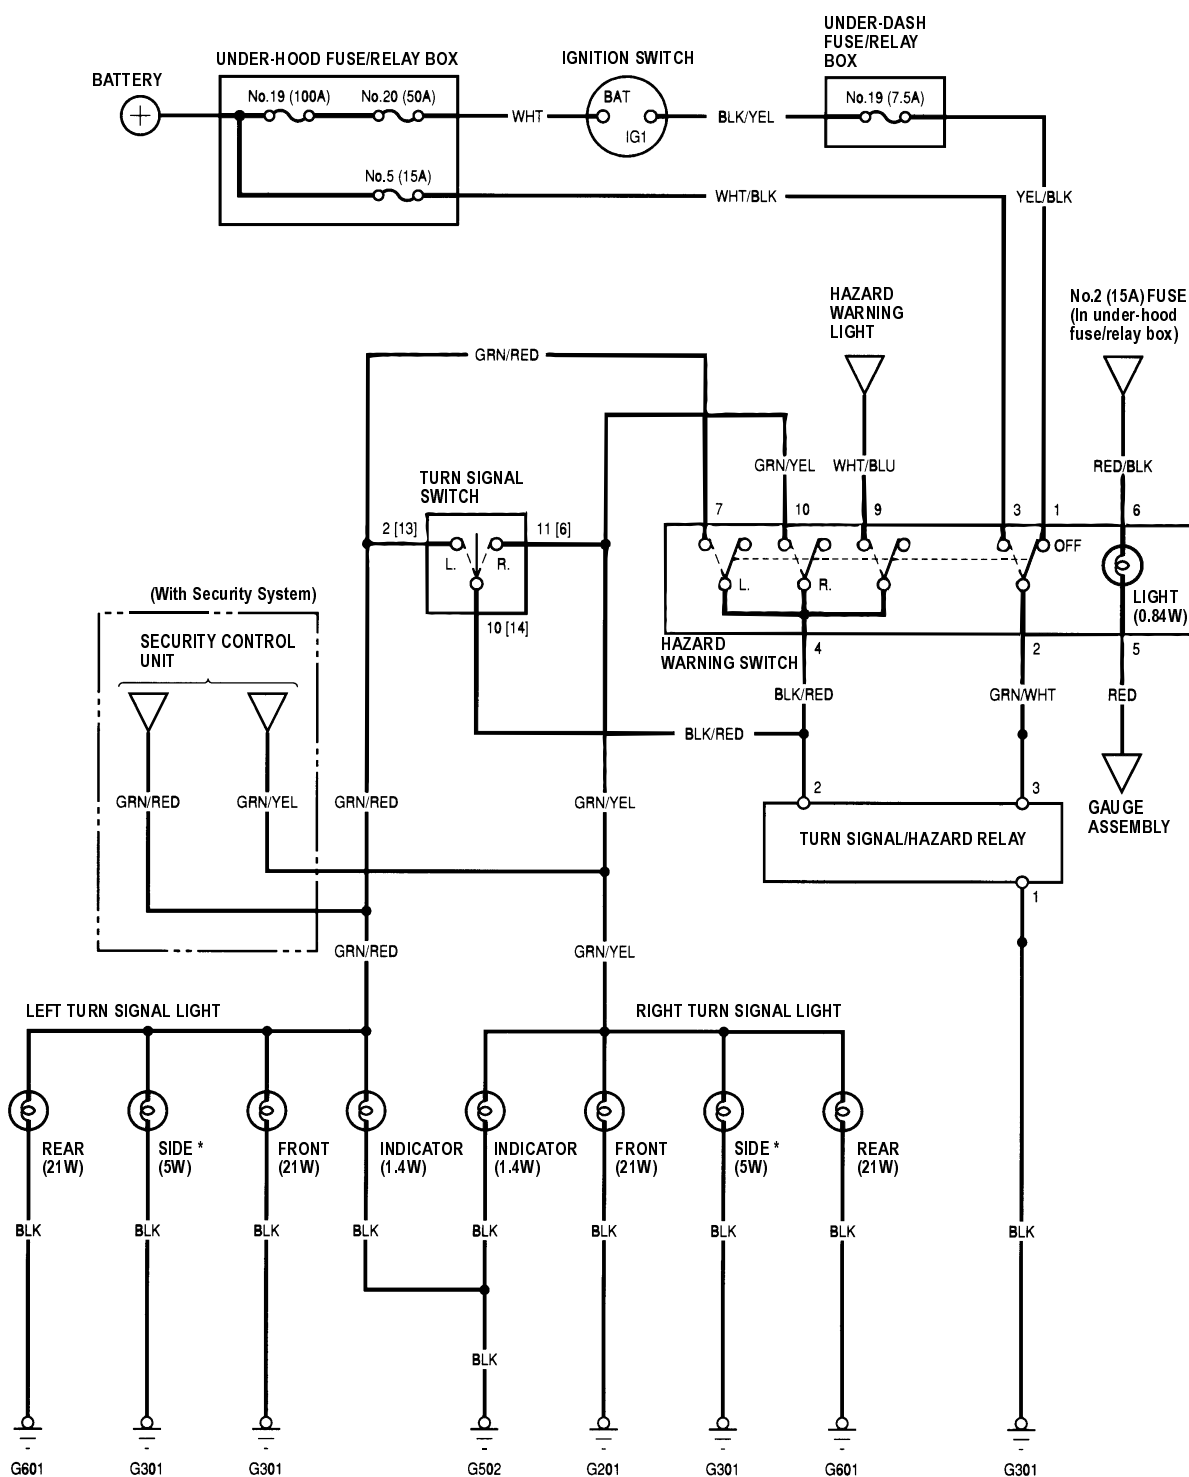 UNDER-DASH
FUSE/RELAY
BOX
UNDER-HOOD FUSE/RELAY BOX
IGNITION SWITCH
BATTERY
No.19 (100A)
No.20 (50A)
BAT
No.19 (7.5A)
WHT
BLK/YEL
IG1
No.5 (15A)
WHT/BLK
YEL/BLK
HAZARD
WARNING
LIGHT
No.2 (15A) FUSE
(In under-hood
fuse/relay box)
GRN/RED
GRN/YEL
WHT/BLU
RED/BLK
TURN SIGNAL
SWITCH
7
10
9
3
1
6
2 [13]
11 [6]
OFF
L.
R.
L.
R.
LIGHT
(0.84W)
(With Security System)
10 [14]
SECURITY CONTROL
UNIT
HAZARD
WARNING SWITCH
4
2
5
BLK/RED
GRN/WHT
RED
BLK/RED
2
3
GRN/RED
GRN/YEL
GRN/RED
GRN/YEL
GAUGE
ASSEMBLY
TURN SIGNAL/HAZARD RELAY
1
GRN/RED
GRN/YEL
LEFT TURN SIGNAL LIGHT
RIGHT TURN SIGNAL LIGHT
REAR
(21W)
SIDE *
(5W)
FRONT
(21W)
INDICATOR
(1.4W)
INDICATOR
(1.4W)
FRONT
(21W)
SIDE *
(5W)
REAR
(21W)
BLK
BLK
BLK
BLK
BLK
BLK
BLK
BLK
BLK
BLK
G601
G301
G301
G502
G201
G301
G601
G301